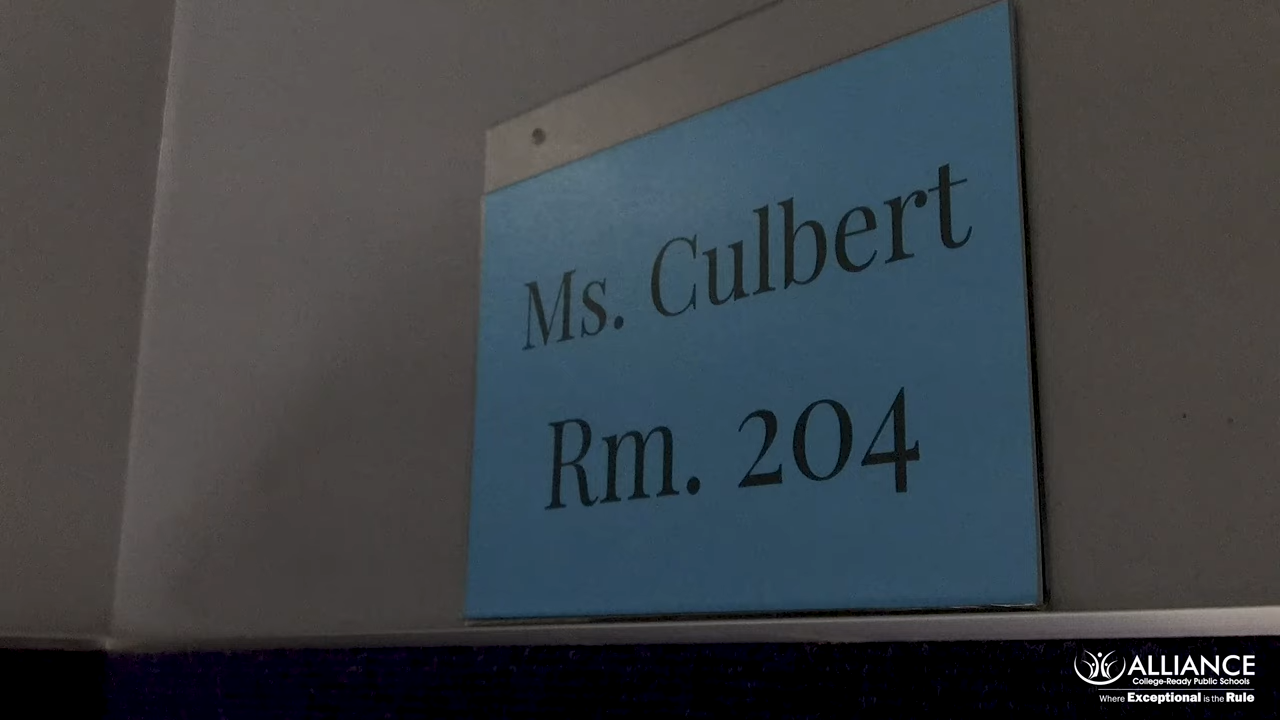 Ms. Culbert
Rm. 204
ALLIANCE
College-Ready Public Schools
Where Exceptional is the Rule